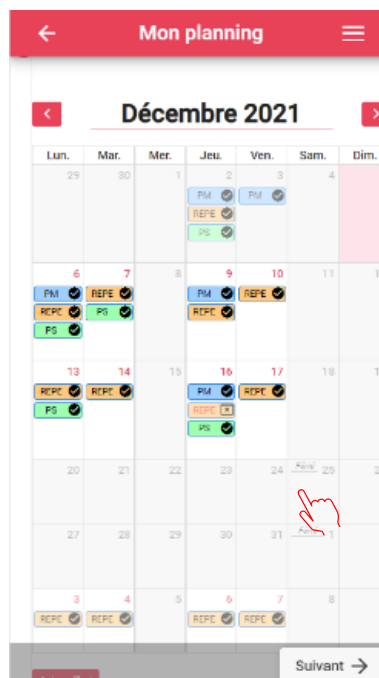 Mon planning
Décembre 2021
Lun. Mar. Mer. Jeu. Ven. Sam. Dim.
29 30 1 2 3 4
PM PM
REPE
PS
6 7 8 9 10 11
PM REPE PM REPE
REPE PS REPE
PS
13 14 15 16 17 18
REPE REPE PM REPE
PS REPE
PS
20 21 22 23 24 Férié 25
27 28 29 30 31 Férié 1
3 4 5 6 7 8
REPE REPE REPE REPE
Suivant